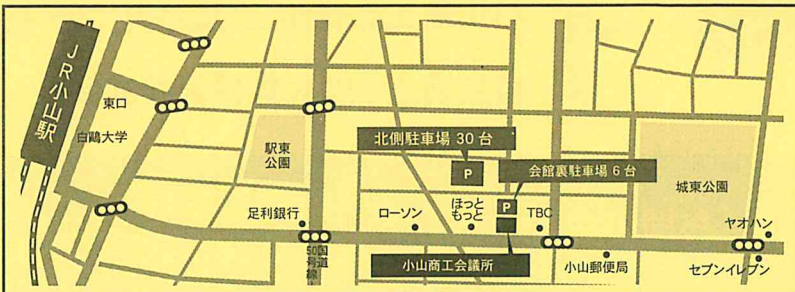 JR小山駅
東口
白鴎大学
駅東
公園
北側駐車場 30 台
P
会館裏駐車場 6 台
P
城東公園
足利銀行
ローソン
ほっと
もっと
TBC
ヤオハン
国道
50号線
小山商工会議所
小山郵便局
セブンイレブン